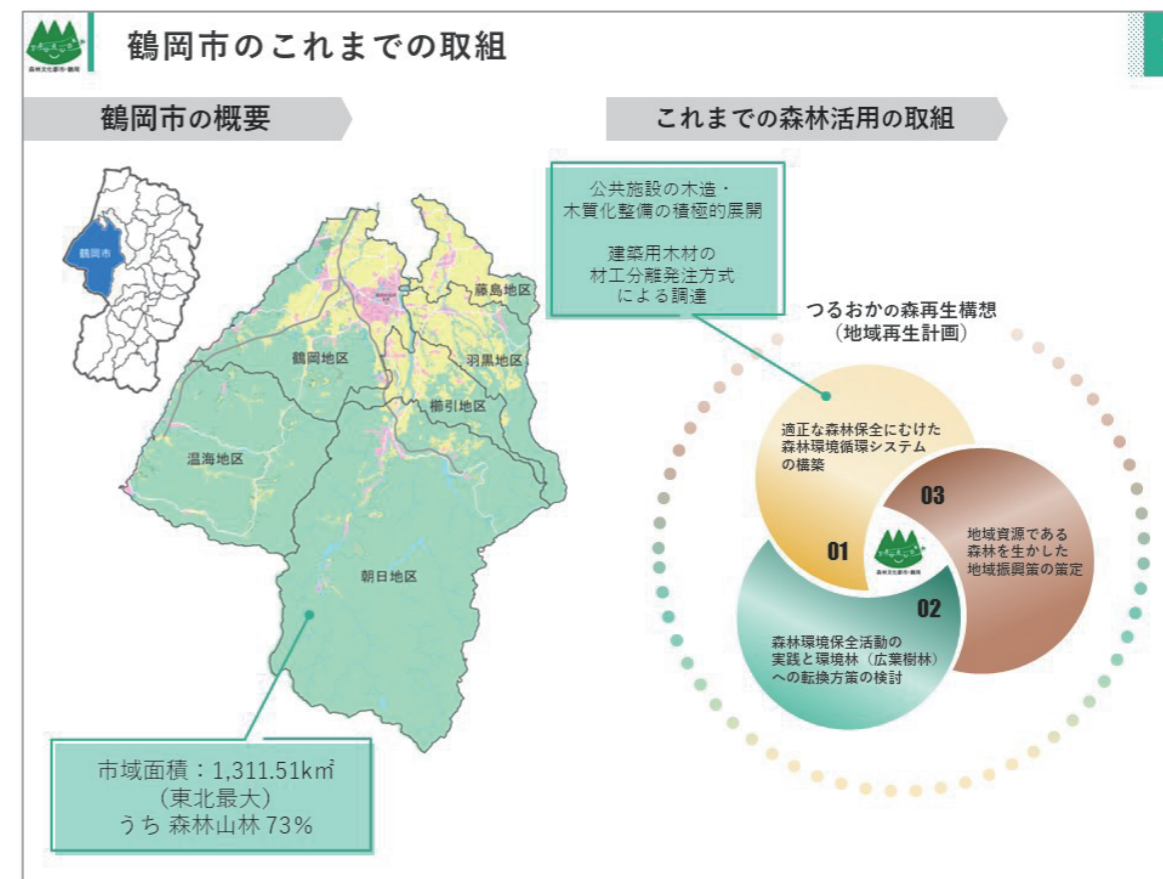 鶴岡市のこれまでの取組
森林文化都市・鶴岡
鶴岡市の概要
鶴岡市
藤島地区
鶴岡地区
羽黒地区
櫛引地区
温海地区
朝日地区
市域面積：1,311.51k㎡
（東北最大）
うち 森林山林 73％
これまでの森林活用の取組
公共施設の木造・
木質化整備の積極的展開
建築用木材の
材工分離発注方式
による調達
つるおかの森再生構想
（地域再生計画）
適正な森林保全にむけた
森林環境循環システム
の構築
01
03
地域資源である
森林を生かした
地域振興策の策定
森林文化都市・鶴岡
02
森林環境保全活動の
実践と環境林（広葉樹林）
への転換方策の検討